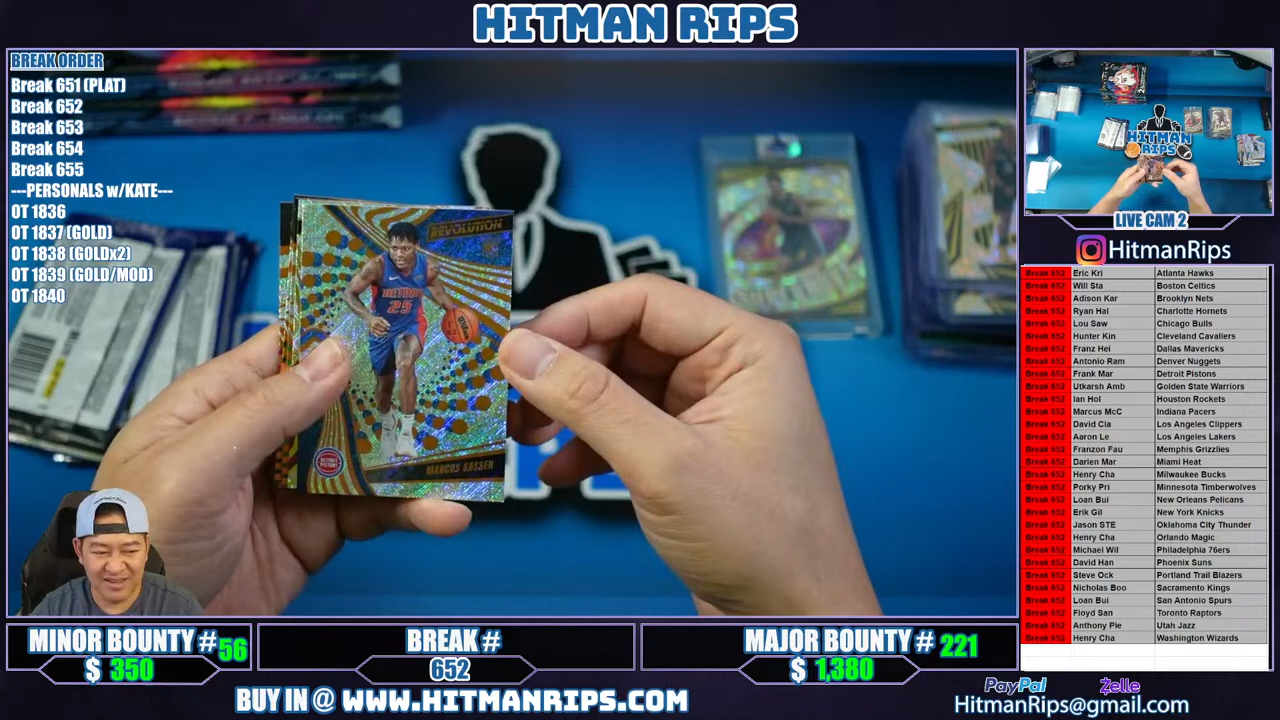 HITMAN RIPS
BREAK ORDER
Break 651 (PLAT)
Break 652
Break 653
Break 654
Break 655
---PERSONALS w/KATE---
OT 1836
OT 1837 (GOLD)
OT 1838 (GOLDx2)
OT 1839 (GOLD/MOD)
OT 1840
REVOLUTION
25
MARCUS SASSER
HITMAN
RIPS
LIVE CAM 2
HitmanRips
Break 652 Eric Kri Atlanta Hawks
Break 652 Will Sta Boston Celtics
Break 652 Adison Kar Brooklyn Nets
Break 652 Ryan Hal Charlotte Hornets
Break 652 Lou Saw Chicago Bulls
Break 652 Hunter Kin Cleveland Cavaliers
Break 652 Franz Hei Dallas Mavericks
Break 652 Antonio Ram Denver Nuggets
Break 652 Frank Mar Detroit Pistons
Break 652 Utkarsh Amb Golden State Warriors
Break 652 Ian Hol Houston Rockets
Break 652 Marcus McC Indiana Pacers
Break 652 David Cla Los Angeles Clippers
Break 652 Aaron Le Los Angeles Lakers
Break 652 Franzon Fau Memphis Grizzlies
Break 652 Darien Mar Miami Heat
Break 652 Henry Cha Milwaukee Bucks
Break 652 Porky Pri Minnesota Timberwolves
Break 652 Loan Bui New Orleans Pelicans
Break 652 Erik Gil New York Knicks
Break 652 Jason STE Oklahoma City Thunder
Break 652 Henry Cha Orlando Magic
Break 652 Michael Wil Philadelphia 76ers
Break 652 David Han Phoenix Suns
Break 652 Steve Ock Portland Trail Blazers
Break 652 Nicholas Boo Sacramento Kings
Break 652 Loan Bui San Antonio Spurs
Break 652 Floyd San Toronto Raptors
Break 652 Anthony Pie Utah Jazz
Break 652 Henry Cha Washington Wizards
MINOR BOUNTY # 56
$ 350
BREAK #
652
MAJOR BOUNTY # 221
$ 1,380
BUY IN @ WWW.HITMANRIPS.COM
PayPal Zelle
HitmanRips@gmail.com